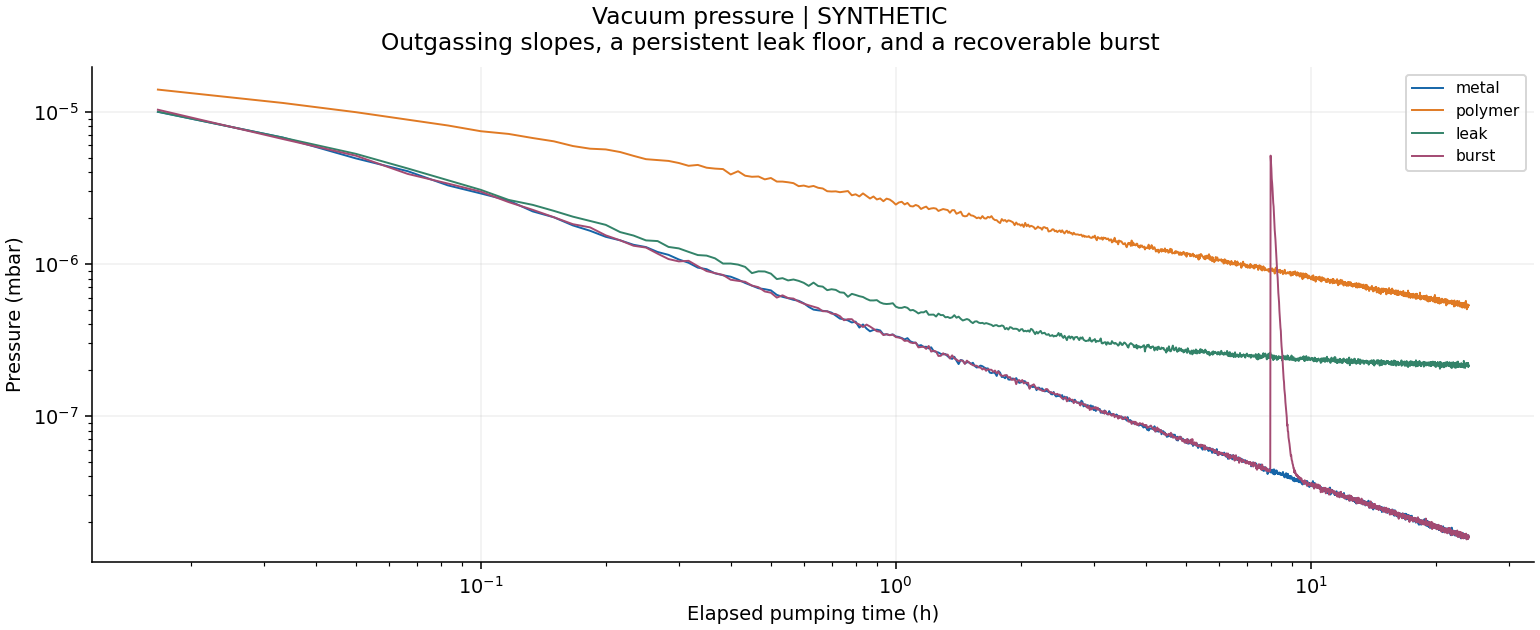 Vacuum pressure | SYNTHETIC
Outgassing slopes, a persistent leak floor, and a recoverable burst
metal
polymer
leak
burst
Pressure (mbar)
10⁻⁵
10⁻⁶
10⁻⁷
10⁻¹
10⁰
10¹
Elapsed pumping time (h)